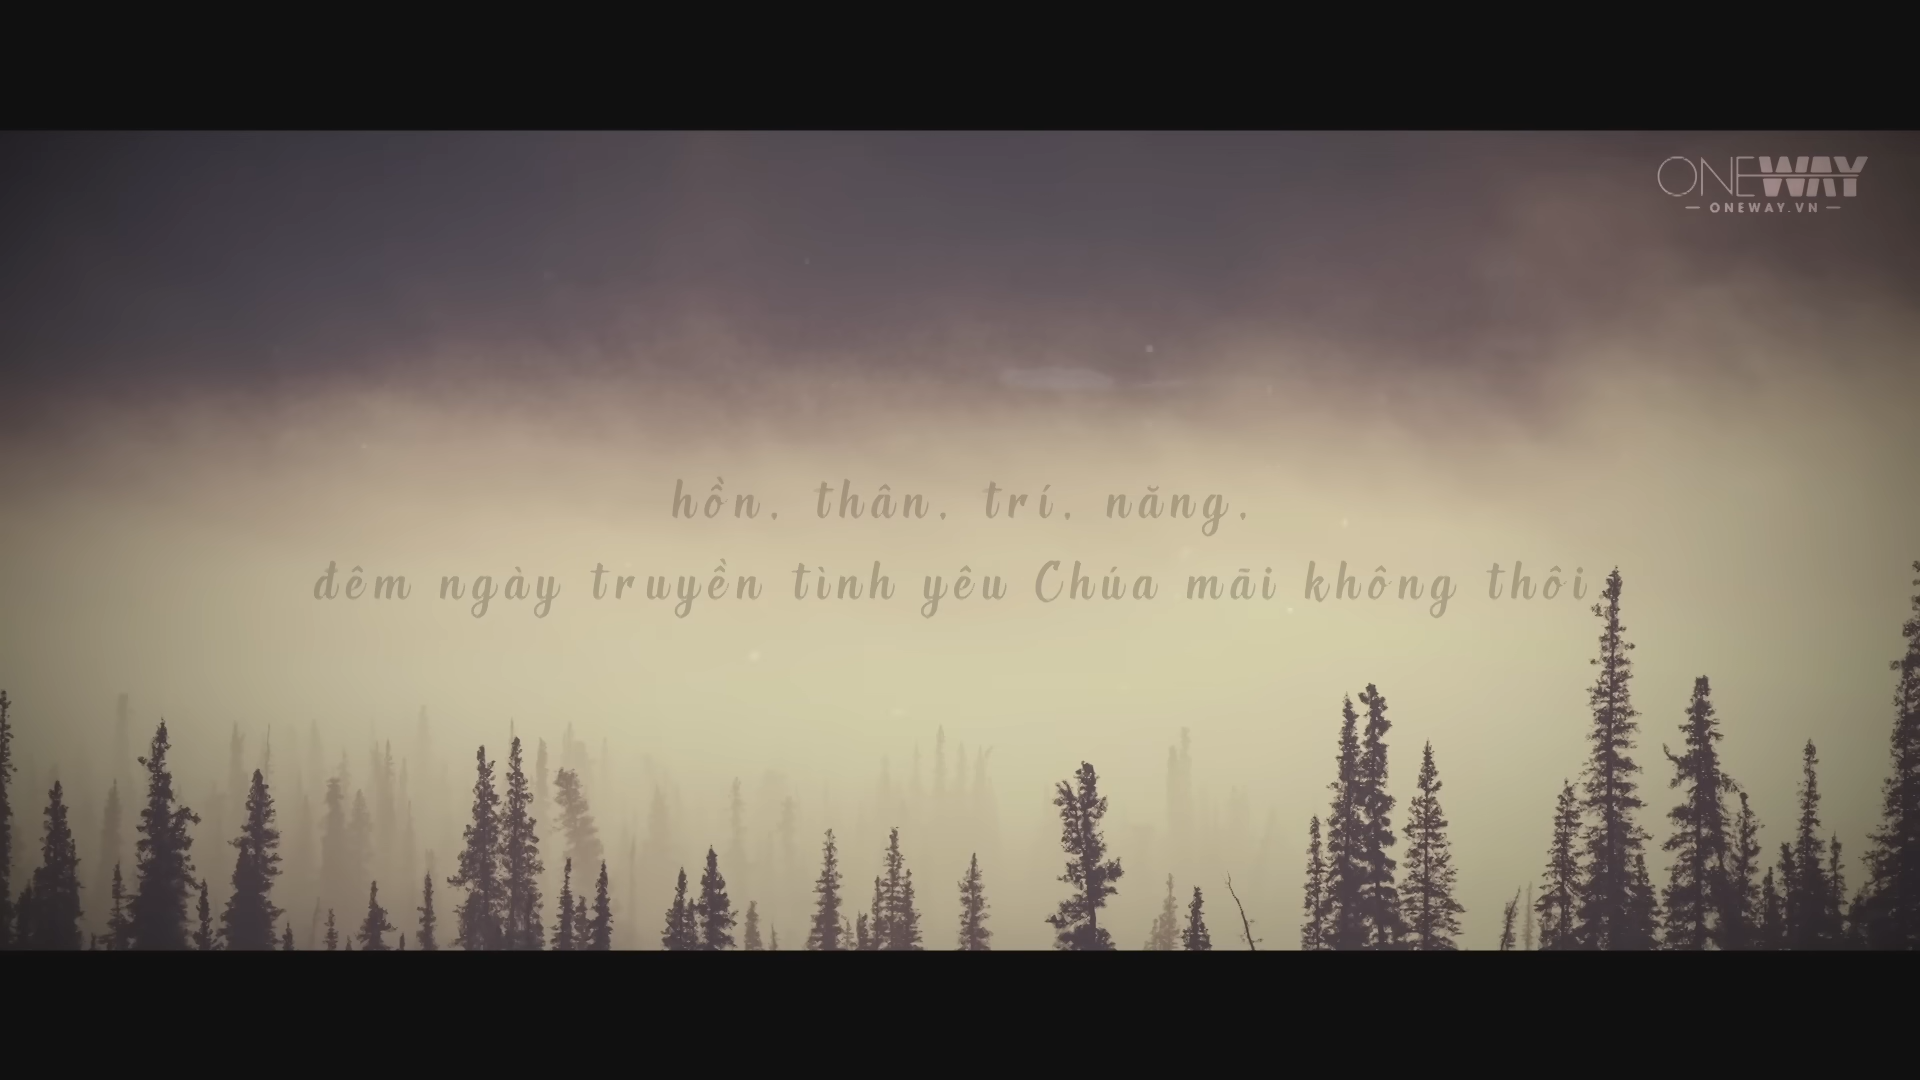 ONEWAY
ONEWAY.VN
hồn, thân, trí, năng,
đêm ngày truyền tình yêu Chúa mãi không thôi.